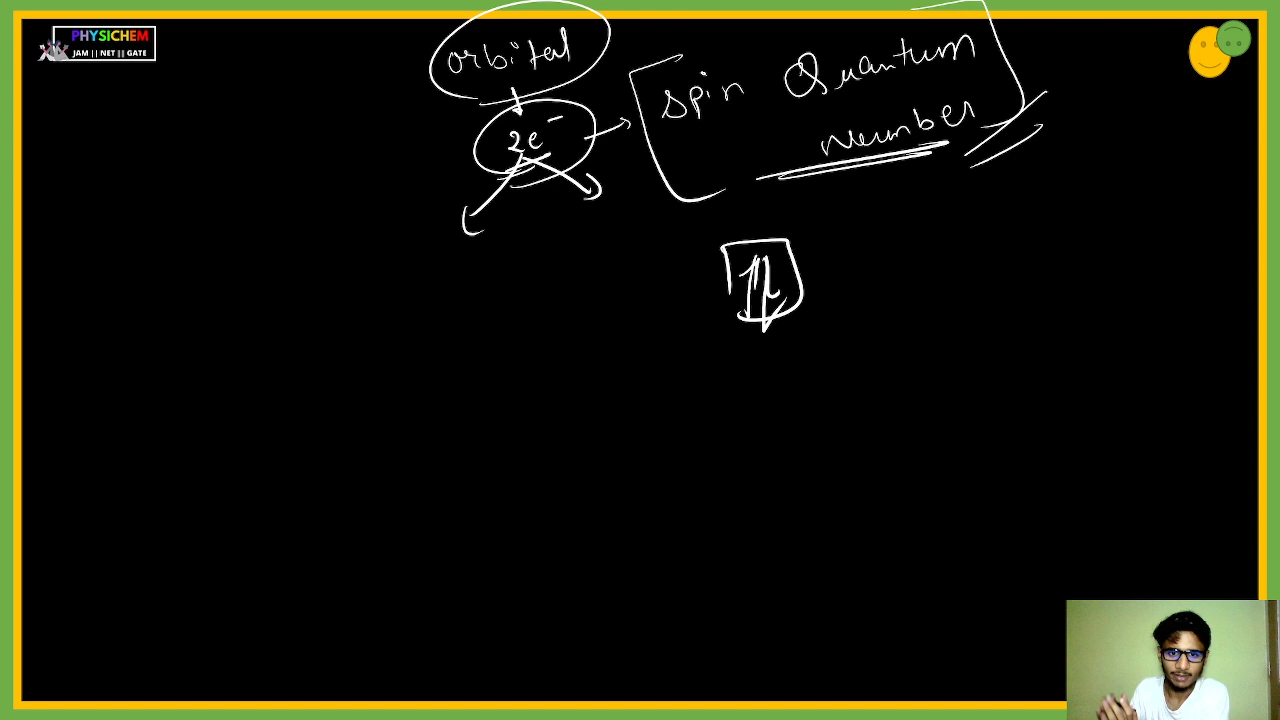 PHYSICHEM
JAM || NET || GATE
orbital
2e⁻
Spin Quantum
Number